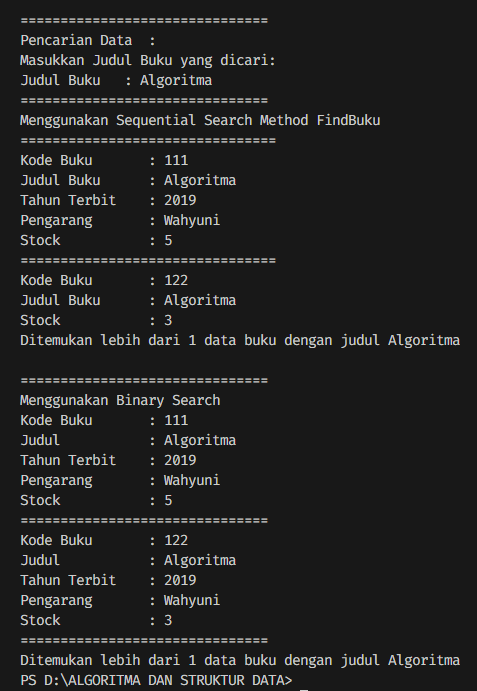 ===============================
Pencarian Data  :
Masukkan Judul Buku yang dicari:
Judul Buku   : Algoritma
===============================
Menggunakan Sequential Search Method FindBuku
================================
Kode Buku       : 111
Judul Buku      : Algoritma
Tahun Terbit    : 2019
Pengarang       : Wahyuni
Stock           : 5
================================
Kode Buku       : 122
Judul Buku      : Algoritma
Stock           : 3
Ditemukan lebih dari 1 data buku dengan judul Algoritma

===============================
Menggunakan Binary Search
Kode Buku       : 111
Judul           : Algoritma
Tahun Terbit    : 2019
Pengarang       : Wahyuni
Stock           : 5
===============================
Kode Buku       : 122
Judul           : Algoritma
Tahun Terbit    : 2019
Pengarang       : Wahyuni
Stock           : 3
===============================
Ditemukan lebih dari 1 data buku dengan judul Algoritma
PS D:\ALGORITMA DAN STRUKTUR DATA>